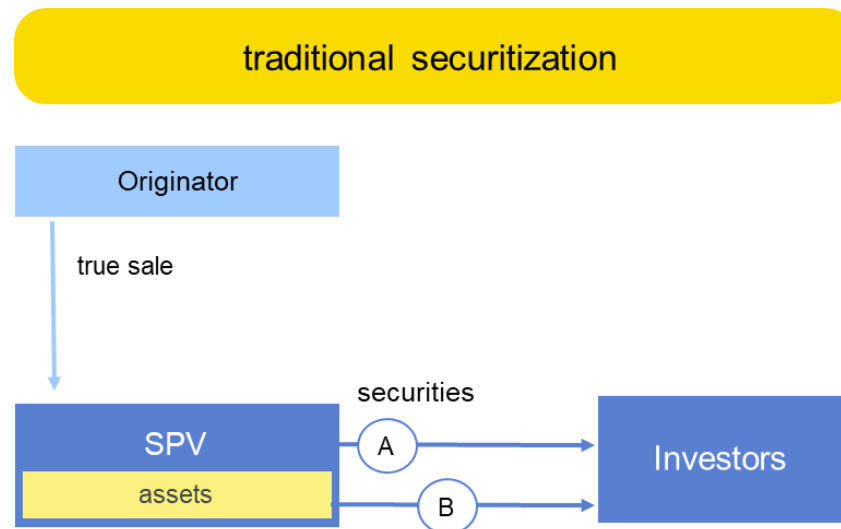 traditional securitization
Originator
true sale
securities
SPV
A
Investors
assets
B